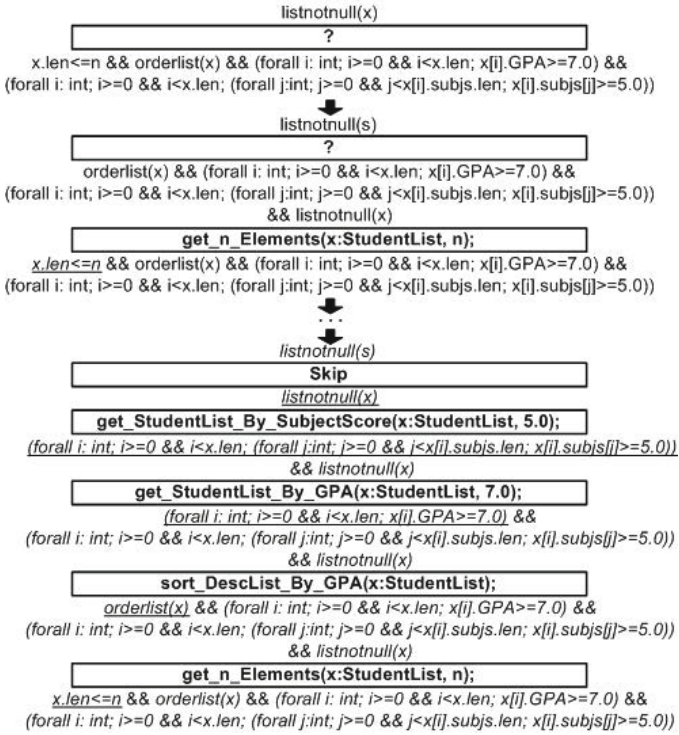 listnotnull(x)
?
x.len<=n && orderlist(x) && (forall i: int; i>=0 && i<x.len; x[i].GPA>=7.0) &&
(forall i: int; i>=0 && i<x.len; (forall j:int; j>=0 && j<x[i].subjs.len; x[i].subjs[j]>=5.0))
listnotnull(s)
?
orderlist(x) && (forall i: int; i>=0 && i<x.len; x[i].GPA>=7.0) &&
(forall i: int; i>=0 && i<x.len; (forall j:int; j>=0 && j<x[i].subjs.len; x[i].subjs[j]>=5.0))
&& listnotnull(x)
get_n_Elements(x:StudentList, n);
x.len<=n && orderlist(x) && (forall i: int; i>=0 && i<x.len; x[i].GPA>=7.0) &&
(forall i: int; i>=0 && i<x.len; (forall j:int; j>=0 && j<x[i].subjs.len; x[i].subjs[j]>=5.0))
. . .
listnotnull(s)
Skip
listnotnull(x)
get_StudentList_By_SubjectScore(x:StudentList, 5.0);
(forall i: int; i>=0 && i<x.len; (forall j:int; j>=0 && j<x[i].subjs.len; x[i].subjs[j]>=5.0))
&& listnotnull(x)
get_StudentList_By_GPA(x:StudentList, 7.0);
(forall i: int; i>=0 && i<x.len; x[i].GPA>=7.0) &&
(forall i: int; i>=0 && i<x.len; (forall j:int; j>=0 && j<x[i].subjs.len; x[i].subjs[j]>=5.0))
&& listnotnull(x)
sort_DescList_By_GPA(x:StudentList);
orderlist(x) && (forall i: int; i>=0 && i<x.len; x[i].GPA>=7.0) &&
(forall i: int; i>=0 && i<x.len; (forall j:int; j>=0 && j<x[i].subjs.len; x[i].subjs[j]>=5.0))
&& listnotnull(x)
get_n_Elements(x:StudentList, n);
x.len<=n && orderlist(x) && (forall i: int; i>=0 && i<x.len; x[i].GPA>=7.0) &&
(forall i: int; i>=0 && i<x.len; (forall j:int; j>=0 && j<x[i].subjs.len; x[i].subjs[j]>=5.0))